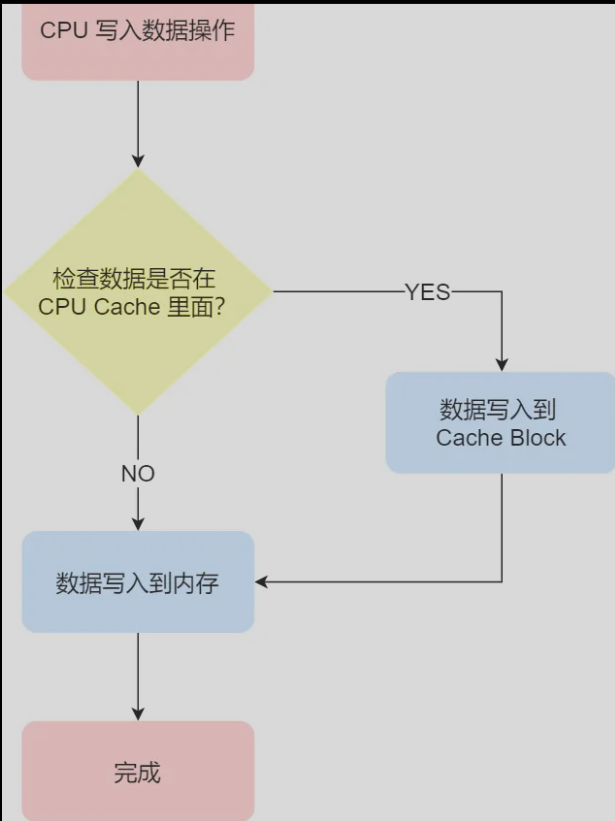 CPU 写入数据操作
检查数据是否在
CPU Cache 里面？
YES
数据写入到
Cache Block
NO
数据写入到内存
完成